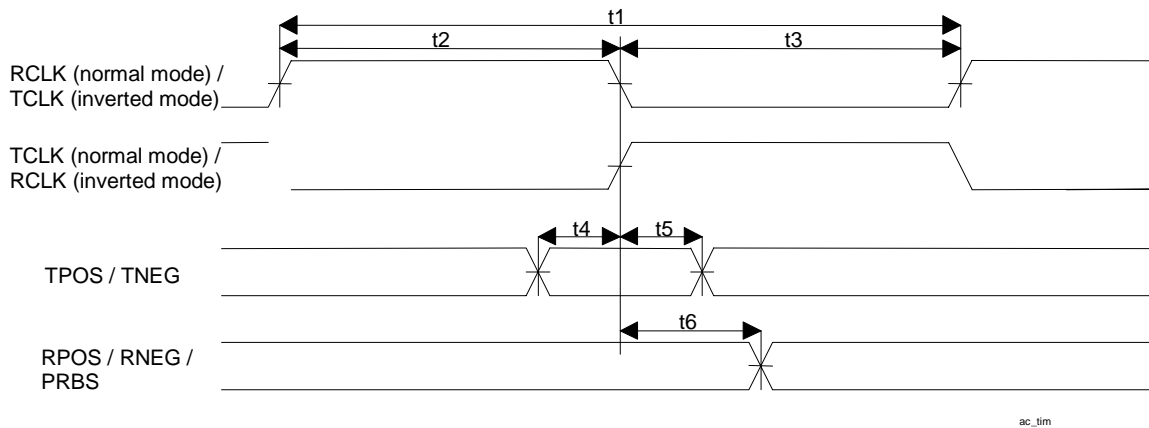 t1
t2
t3
RCLK (normal mode) /
TCLK (inverted mode)
TCLK (normal mode) /
RCLK (inverted mode)
t4
t5
TPOS / TNEG
t6
RPOS / RNEG /
PRBS
ac_tim